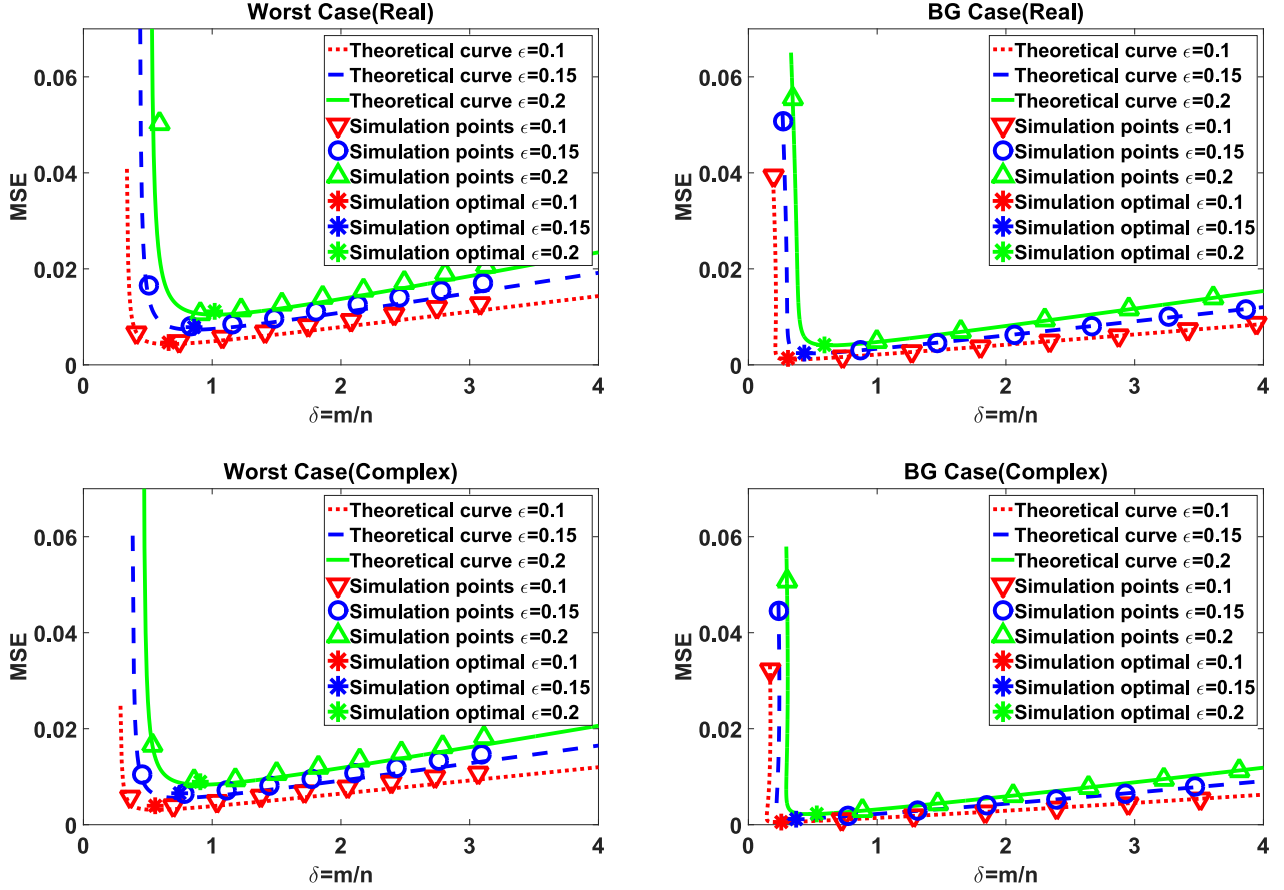 Worst Case(Real)
MSE
0.06
0.04
0.02
0
0 1 2 3 4
δ=m/n
Theoretical curve ϵ=0.1
Theoretical curve ϵ=0.15
Theoretical curve ϵ=0.2
Simulation points ϵ=0.1
Simulation points ϵ=0.15
Simulation points ϵ=0.2
Simulation optimal ϵ=0.1
Simulation optimal ϵ=0.15
Simulation optimal ϵ=0.2
BG Case(Real)
MSE
0.06
0.04
0.02
0
0 1 2 3 4
δ=m/n
Theoretical curve ϵ=0.1
Theoretical curve ϵ=0.15
Theoretical curve ϵ=0.2
Simulation points ϵ=0.1
Simulation points ϵ=0.15
Simulation points ϵ=0.2
Simulation optimal ϵ=0.1
Simulation optimal ϵ=0.15
Simulation optimal ϵ=0.2
Worst Case(Complex)
MSE
0.06
0.04
0.02
0
0 1 2 3 4
δ=m/n
Theoretical curve ϵ=0.1
Theoretical curve ϵ=0.15
Theoretical curve ϵ=0.2
Simulation points ϵ=0.1
Simulation points ϵ=0.15
Simulation points ϵ=0.2
Simulation optimal ϵ=0.1
Simulation optimal ϵ=0.15
Simulation optimal ϵ=0.2
BG Case(Complex)
MSE
0.06
0.04
0.02
0
0 1 2 3 4
δ=m/n
Theoretical curve ϵ=0.1
Theoretical curve ϵ=0.15
Theoretical curve ϵ=0.2
Simulation points ϵ=0.1
Simulation points ϵ=0.15
Simulation points ϵ=0.2
Simulation optimal ϵ=0.1
Simulation optimal ϵ=0.15
Simulation optimal ϵ=0.2